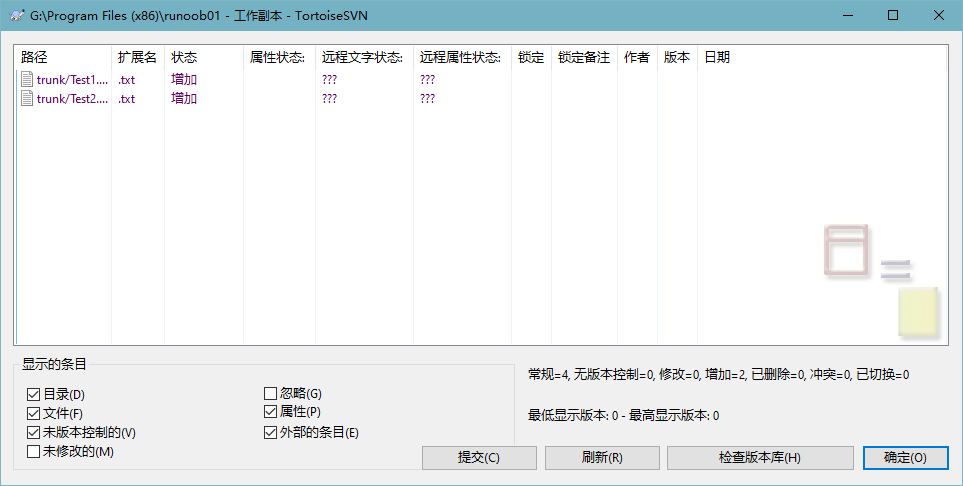 G:\Program Files (x86)\runoob01 - 工作副本 - TortoiseSVN
路径 扩展名 状态 属性状态: 远程文字状态: 远程属性状态: 锁定 锁定备注 作者 版本 日期
trunk/Test1.... .txt 增加 ??? ???
trunk/Test2.... .txt 增加 ??? ???
显示的条目
目录(D) 忽略(G)
文件(F) 属性(P)
未版本控制的(V) 外部的条目(E)
未修改的(M)
常规=4, 无版本控制=0, 修改=0, 增加=2, 已删除=0, 冲突=0, 已切换=0
最低显示版本: 0 - 最高显示版本: 0
提交(C) 刷新(R) 检查版本库(H) 确定(O)